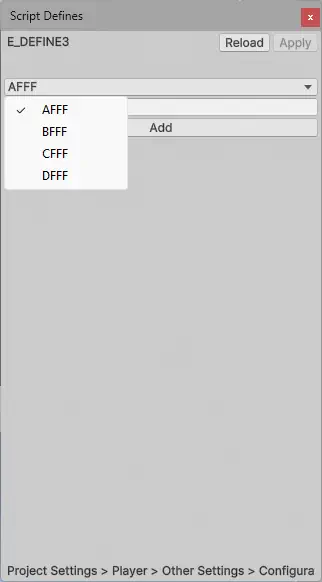 Script Defines
x
E_DEFINE3
Reload
Apply
AFFF
✓ AFFF
BFFF
CFFF
DFFF
Add
Project Settings > Player > Other Settings > Configura